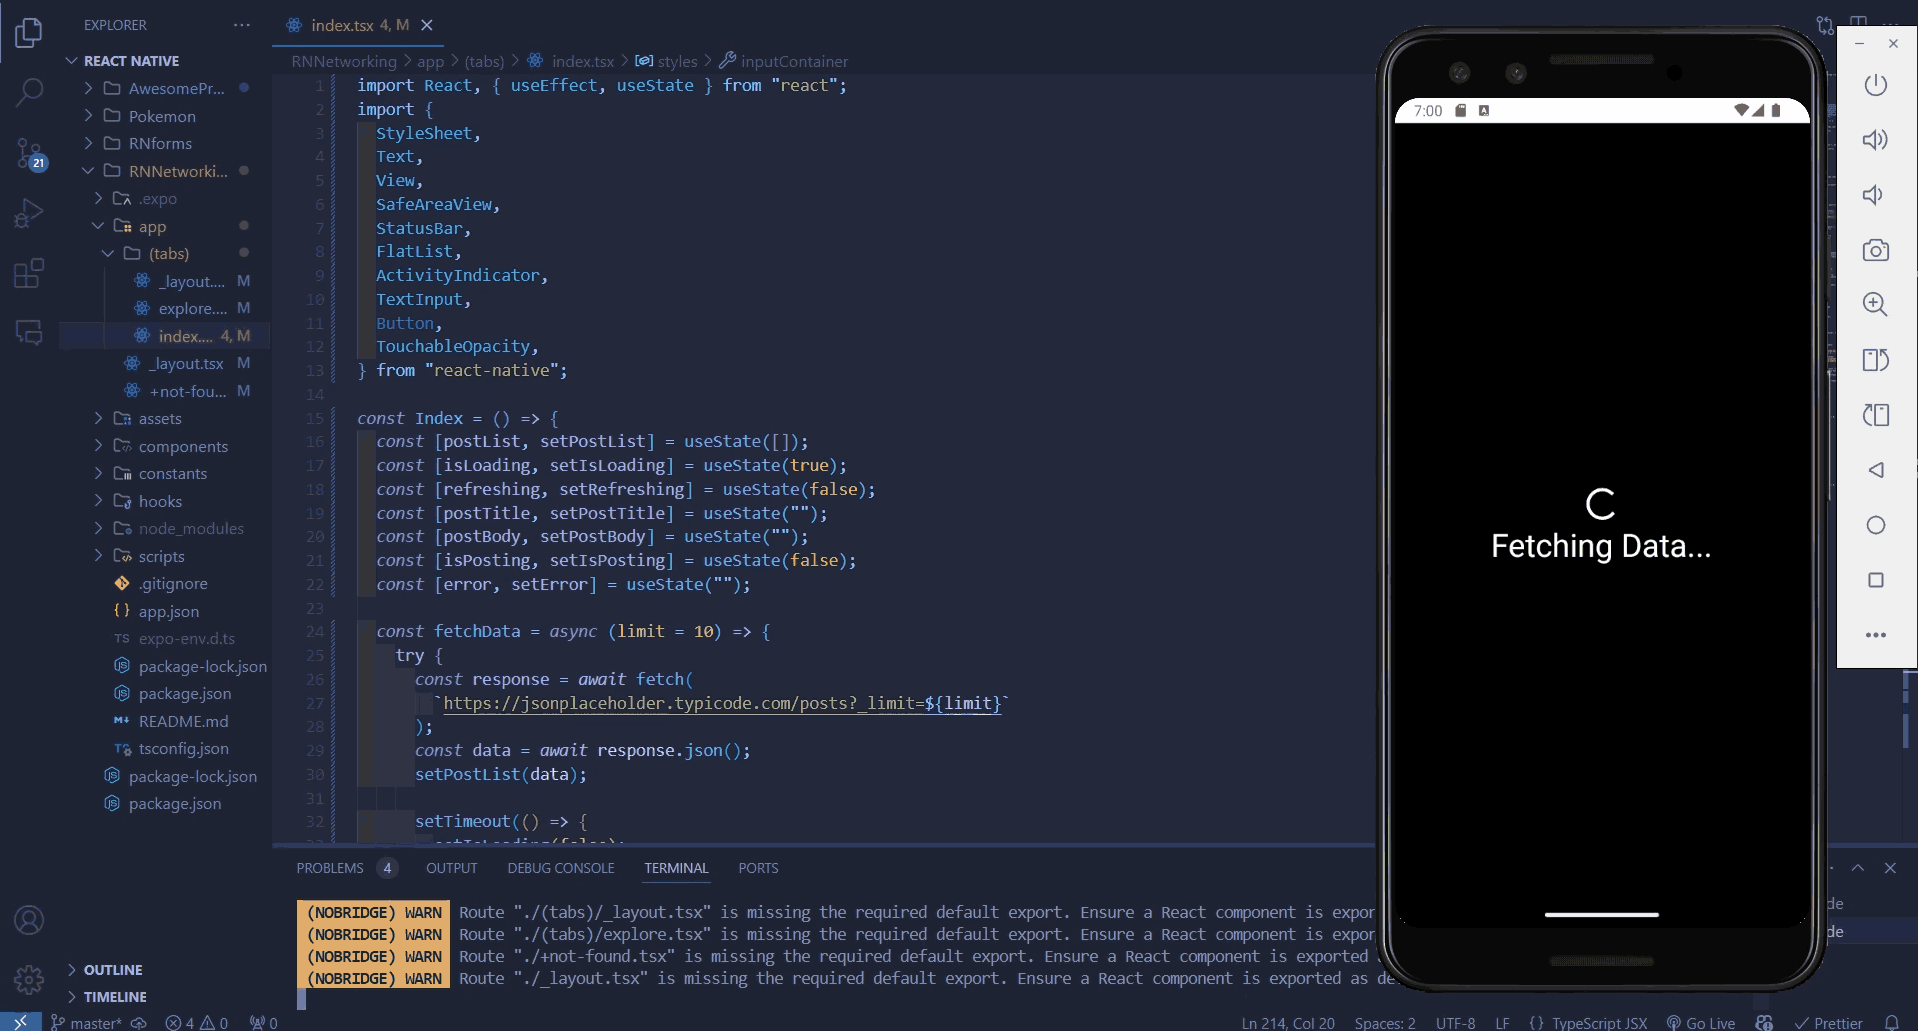 EXPLORER
REACT NATIVE
AwesomePr...
Pokemon
RNforms
RNNetworki...
.expo
app
(tabs)
_layout.... M
explore.... M
index.... 4, M
_layout.tsx M
+not-fou... M
assets
components
constants
hooks
node_modules
scripts
.gitignore
{ } app.json
TS expo-env.d.ts
package-lock.json
package.json
README.md
tsconfig.json
package-lock.json
package.json
OUTLINE
TIMELINE
21
index.tsx 4, M
RNNetworking > app > (tabs) > index.tsx > styles > inputContainer
1 import React, { useEffect, useState } from "react";
2 import {
3 StyleSheet,
4 Text,
5 View,
6 SafeAreaView,
7 StatusBar,
8 FlatList,
9 ActivityIndicator,
10 TextInput,
11 Button,
12 TouchableOpacity,
13 } from "react-native";
14
15 const Index = () => {
16 const [postList, setPostList] = useState([]);
17 const [isLoading, setIsLoading] = useState(true);
18 const [refreshing, setRefreshing] = useState(false);
19 const [postTitle, setPostTitle] = useState("");
20 const [postBody, setPostBody] = useState("");
21 const [isPosting, setIsPosting] = useState(false);
22 const [error, setError] = useState("");
23
24 const fetchData = async (limit = 10) => {
25 try {
26 const response = await fetch(
27 `https://jsonplaceholder.typicode.com/posts?_limit=${limit}`
28 );
29 const data = await response.json();
30 setPostList(data);
31
32 setTimeout(() => {
33 setIsLoading(false);
PROBLEMS 4 OUTPUT DEBUG CONSOLE TERMINAL PORTS
(NOBRIDGE) WARN Route "./(tabs)/_layout.tsx" is missing the required default export. Ensure a React component is expor
(NOBRIDGE) WARN Route "./(tabs)/explore.tsx" is missing the required default export. Ensure a React component is expor
(NOBRIDGE) WARN Route "./+not-found.tsx" is missing the required default export. Ensure a React component is exported
(NOBRIDGE) WARN Route "./_layout.tsx" is missing the required default export. Ensure a React component is exported as de
de
de
7:00
Fetching Data...
master* 4 0 0
Ln 214, Col 20 Spaces: 2 UTF-8 LF { } TypeScript JSX Go Live Prettier